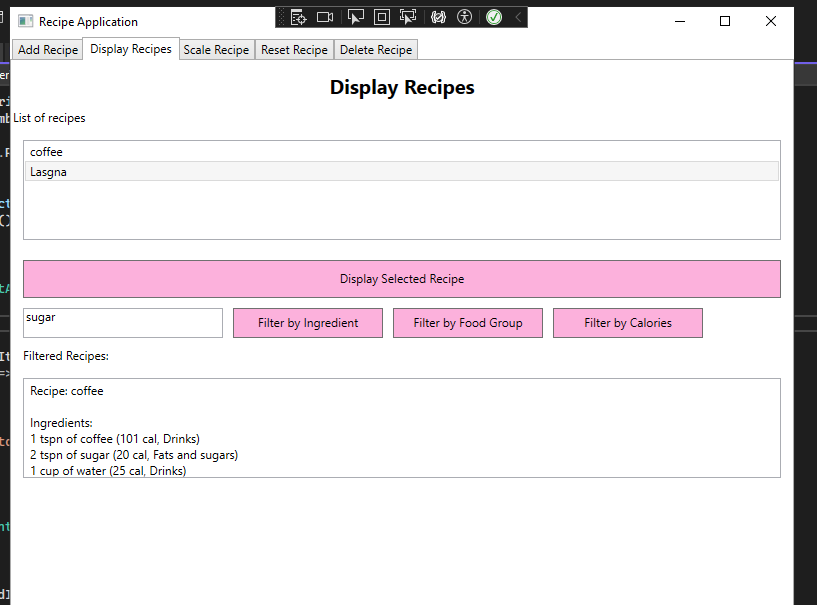 Recipe Application
Add Recipe
Display Recipes
Scale Recipe
Reset Recipe
Delete Recipe
Display Recipes
List of recipes
coffee
Lasgna
Display Selected Recipe
sugar
Filter by Ingredient
Filter by Food Group
Filter by Calories
Filtered Recipes:
Recipe: coffee
Ingredients:
1 tspn of coffee (101 cal, Drinks)
2 tspn of sugar (20 cal, Fats and sugars)
1 cup of water (25 cal, Drinks)